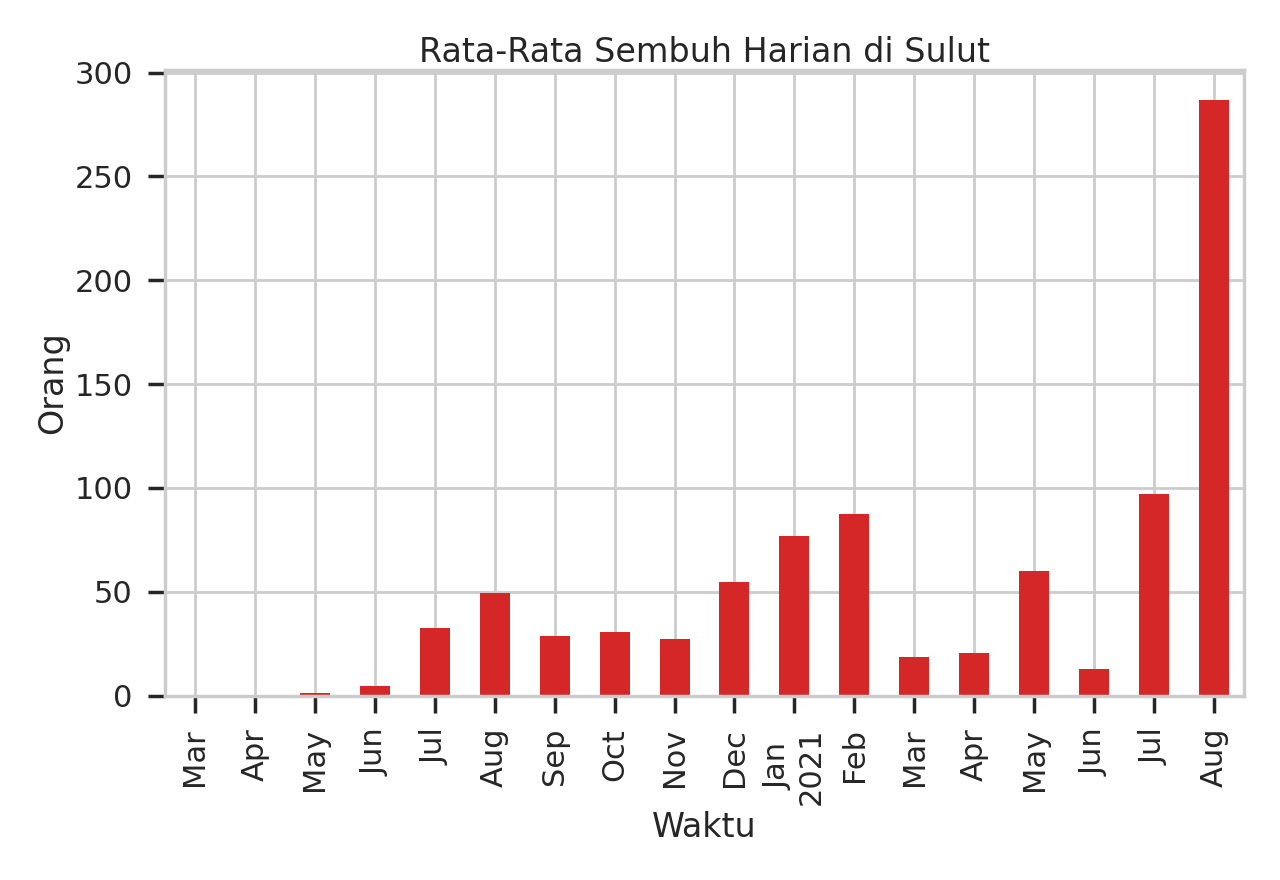 Rata-Rata Sembuh Harian di Sulut
300
250
200
150
100
50
0
Orang
Mar
Apr
May
Jun
Jul
Aug
Sep
Oct
Nov
Dec
Jan
2021
Feb
Mar
Apr
May
Jun
Jul
Aug
Waktu